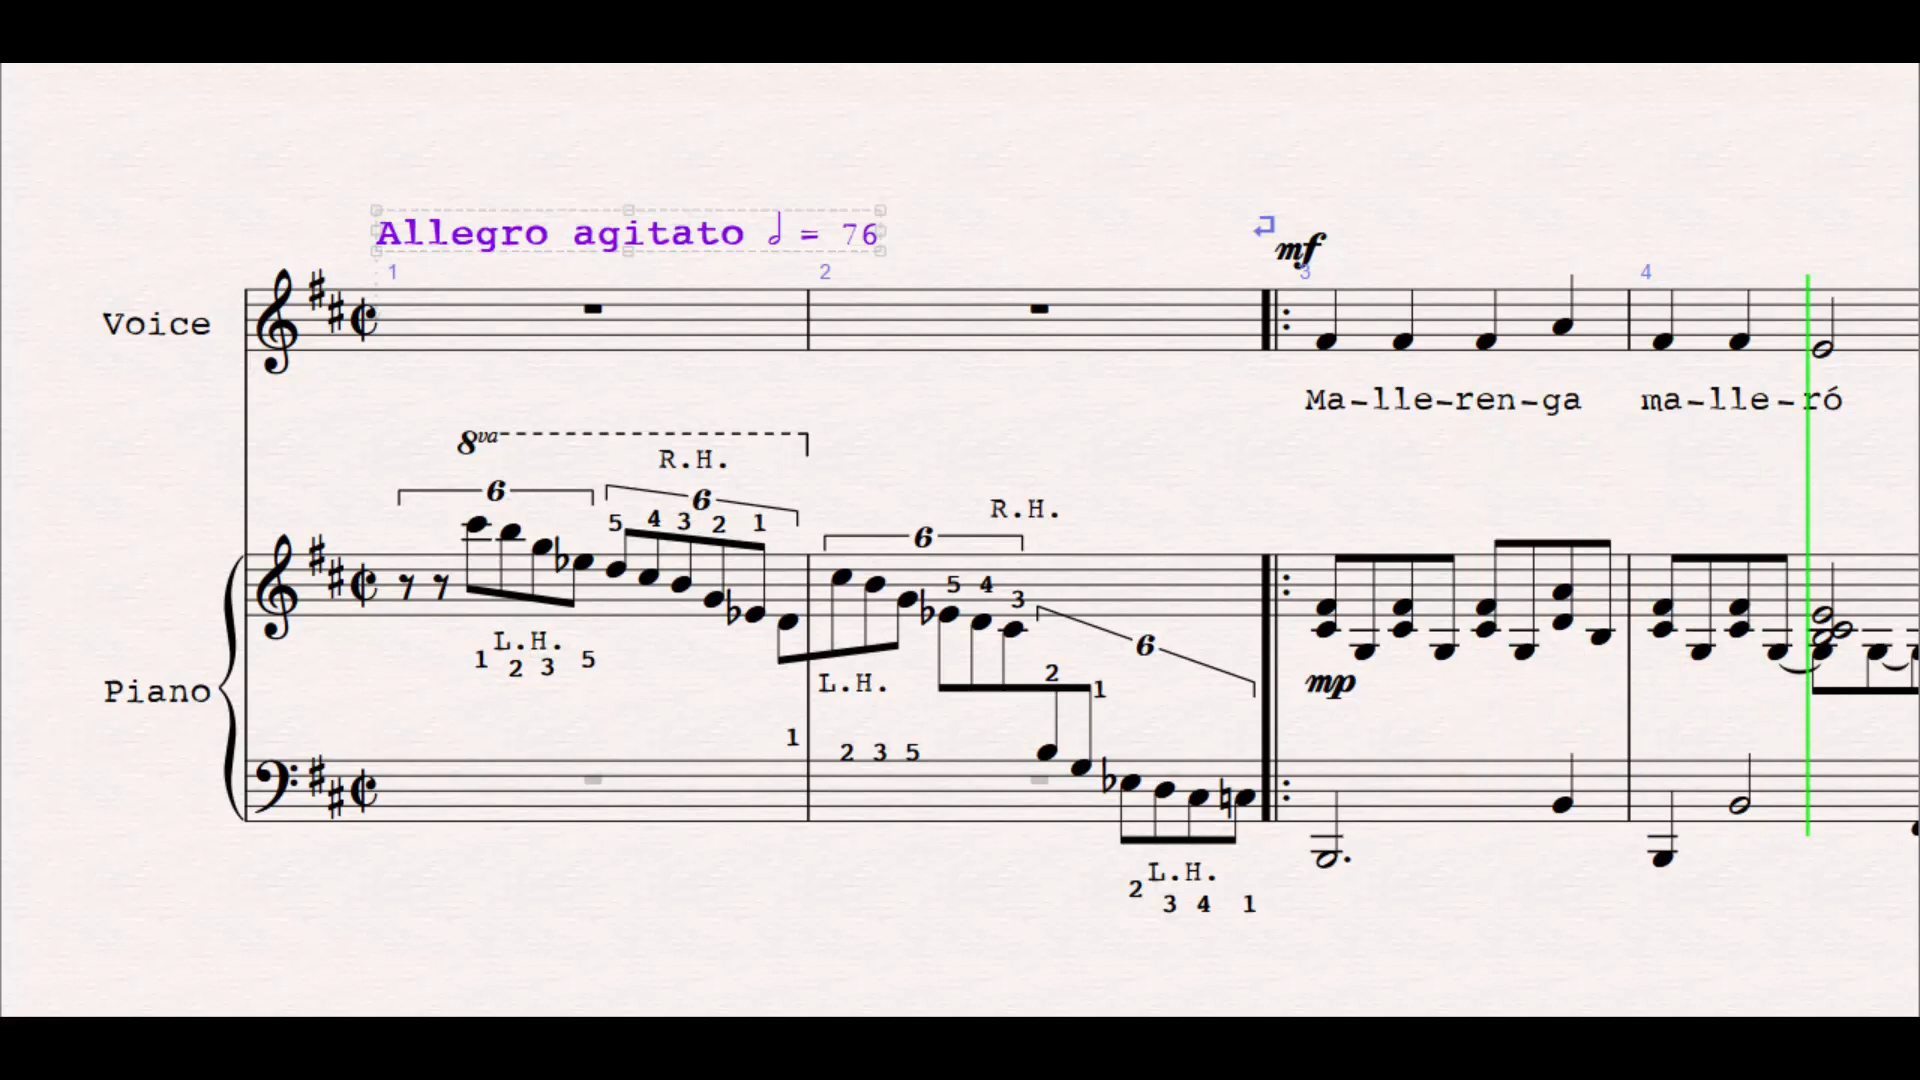 Allegro agitato 𝅗𝅥 = 76
mf
1 2 3 4
Voice
Ma-lle-ren-ga ma-lle-ró
8va
R.H.
6 6
5 4 3 2 1
R.H.
6
5 4 3
L.H.
1 2 3 5
6
Piano
L.H.
2 1
mp
1 2 3 5
L.H.
2 3 4 1